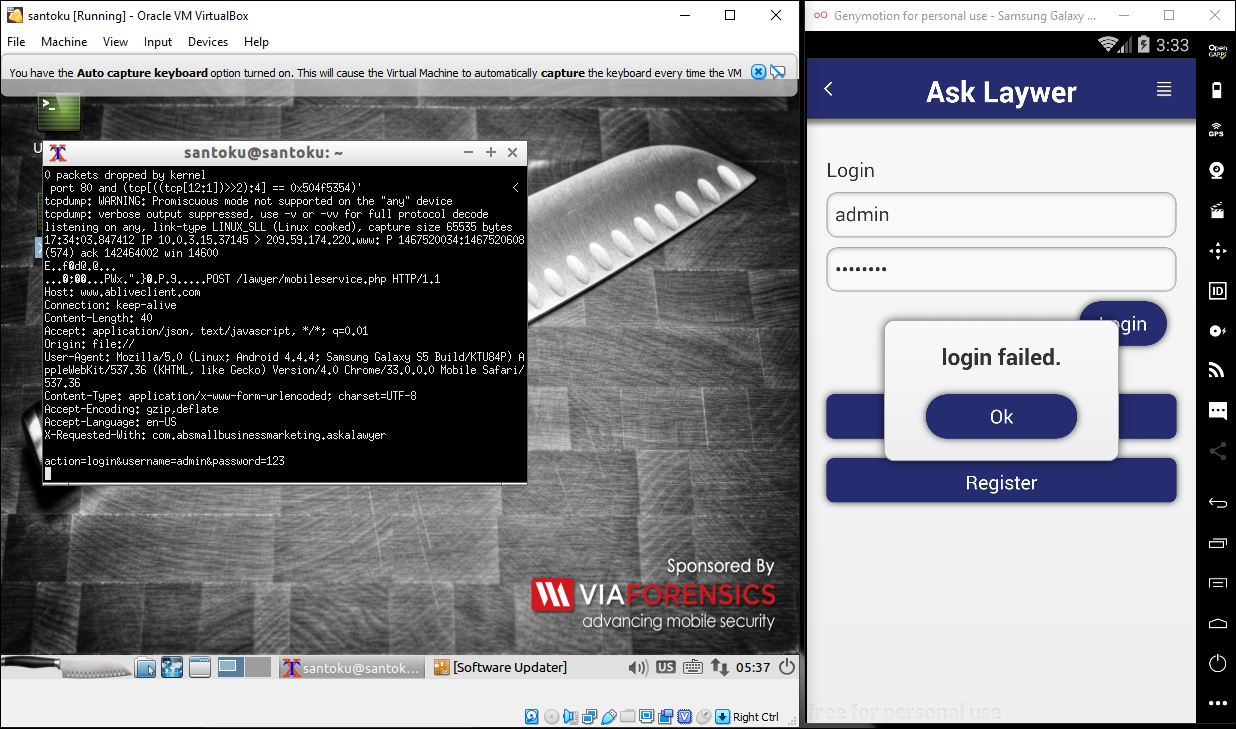 santoku [Running] - Oracle VM VirtualBox
File Machine View Input Devices Help
You have the Auto capture keyboard option turned on. This will cause the Virtual Machine to automatically capture the keyboard every time the VM
santoku@santoku: ~
0 packets dropped by kernel
port 80 and (tcp[((tcp[12:1])>>2):4] == 0x504f5354)' <
tcpdump: WARNING: Promiscuous mode not supported on the "any" device
tcpdump: verbose output suppressed, use -v or -vv for full protocol decode
listening on any, link-type LINUX_SLL (Linux cooked), capture size 65535 bytes
17:34:03.847412 IP 10.0.3.15.37145 > 209.59.174.220.www: P 1467520034:1467520608
(574) ack 142464002 win 14600
POST /lawyer/mobileservice.php HTTP/1.1
Host: www.abliveclient.com
Connection: keep-alive
Content-Length: 40
Accept: application/json, text/javascript, */*; q=0.01
Origin: file://
User-Agent: Mozilla/5.0 (Linux; Android 4.4.4; Samsung Galaxy S5 Build/KTU84P) A
ppleWebKit/537.36 (KHTML, like Gecko) Version/4.0 Chrome/33.0.0.0 Mobile Safari/
537.36
Content-Type: application/x-www-form-urlencoded; charset=UTF-8
Accept-Encoding: gzip,deflate
Accept-Language: en-US
X-Requested-With: com.absmallbusinessmarketing.askalawyer
action=login&username=admin&password=123
Sponsored By
VIAFORENSICS
advancing mobile security
santoku@santok...
[Software Updater]
US
05:37
Right Ctrl
Genymotion for personal use - Samsung Galaxy ...
3:33
Ask Laywer
Login
admin
••••••••
login failed.
Ok
Register
free for personal use
Open
GAPPS
GPS
ID